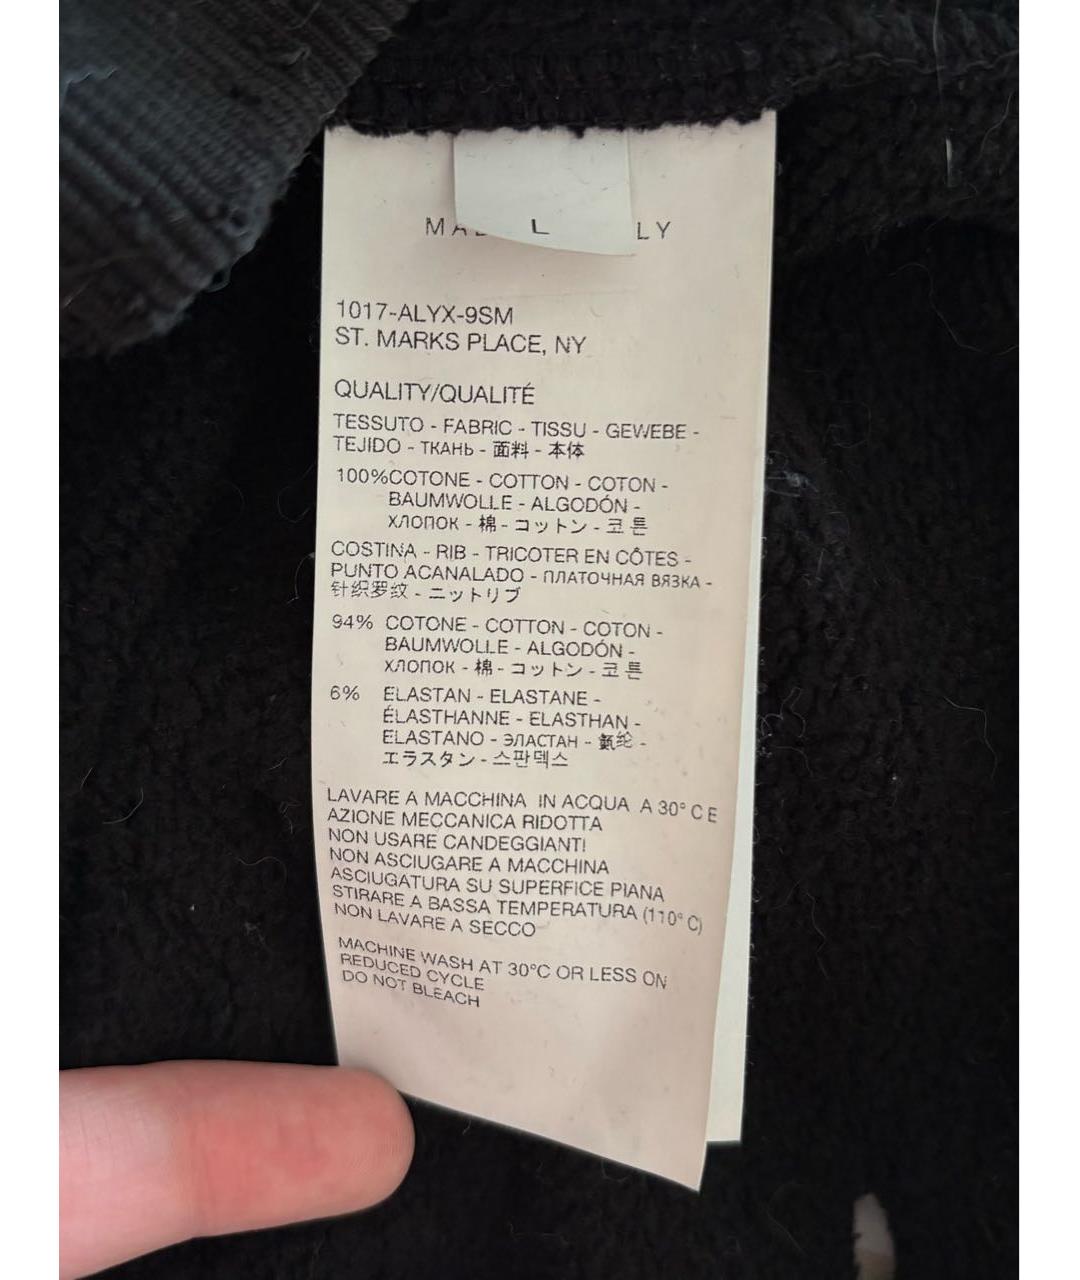 L
1017-ALYX-9SM
ST. MARKS PLACE, NY
QUALITY/QUALITÉ
TESSUTO - FABRIC - TISSU - GEWEBE -
TEJIDO - ТКАНЬ - 面料 - 本体
100%COTONE - COTTON - COTON -
BAUMWOLLE - ALGODÓN -
ХЛОПОК - 棉 - コットン - 코튼
COSTINA - RIB - TRICOTER EN CÔTES -
PUNTO ACANALADO - ПЛАТОЧНАЯ ВЯЗКА -
针织罗纹 - ニットリブ
94% COTONE - COTTON - COTON -
BAUMWOLLE - ALGODÓN -
ХЛОПОК - 棉 - コットン - 코튼
6% ELASTAN - ELASTANE -
ÉLASTHANNE - ELASTHAN -
ELASTANO - ЭЛАСТАН - 氨纶 -
エラスタン - 스판덱스
LAVARE A MACCHINA IN ACQUA A 30° C E
AZIONE MECCANICA RIDOTTA
NON USARE CANDEGGIANTI
NON ASCIUGARE A MACCHINA
ASCIUGATURA SU SUPERFICE PIANA
STIRARE A BASSA TEMPERATURA (110° C)
NON LAVARE A SECCO
MACHINE WASH AT 30°C OR LESS ON
REDUCED CYCLE
DO NOT BLEACH